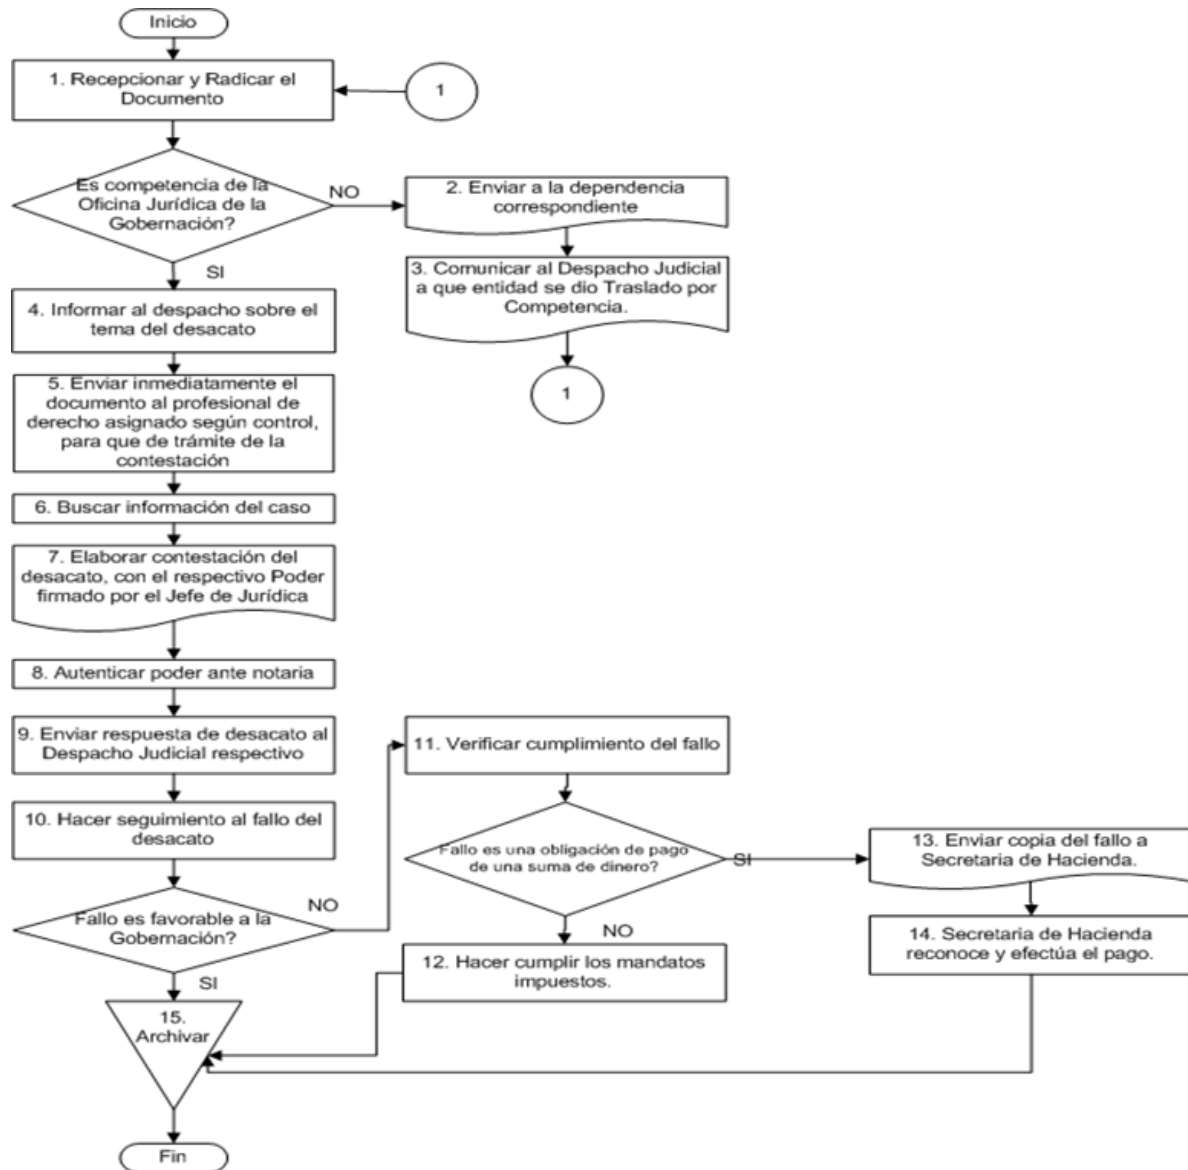 Inicio
1. Recepcionar y Radicar el
Documento
1
Es competencia de la
Oficina Jurídica de la
Gobernación?
NO
2. Enviar a la dependencia
correspondiente
SI
3. Comunicar al Despacho Judicial
a que entidad se dio Traslado por
Competencia.
1
4. Informar al despacho sobre el
tema del desacato
5. Enviar inmediatamente el
documento al profesional de
derecho asignado según control,
para que de trámite de la
contestación
6. Buscar información del caso
7. Elaborar contestación del
desacato, con el respectivo Poder
firmado por el Jefe de Jurídica
8. Autenticar poder ante notaria
9. Enviar respuesta de desacato al
Despacho Judicial respectivo
10. Hacer seguimiento al fallo del
desacato
Fallo es favorable a la
Gobernación?
NO
SI
11. Verificar cumplimiento del fallo
Fallo es una obligación de pago
de una suma de dinero?
SI
NO
12. Hacer cumplir los mandatos
impuestos.
13. Enviar copia del fallo a
Secretaria de Hacienda.
14. Secretaria de Hacienda
reconoce y efectúa el pago.
15.
Archivar
Fin